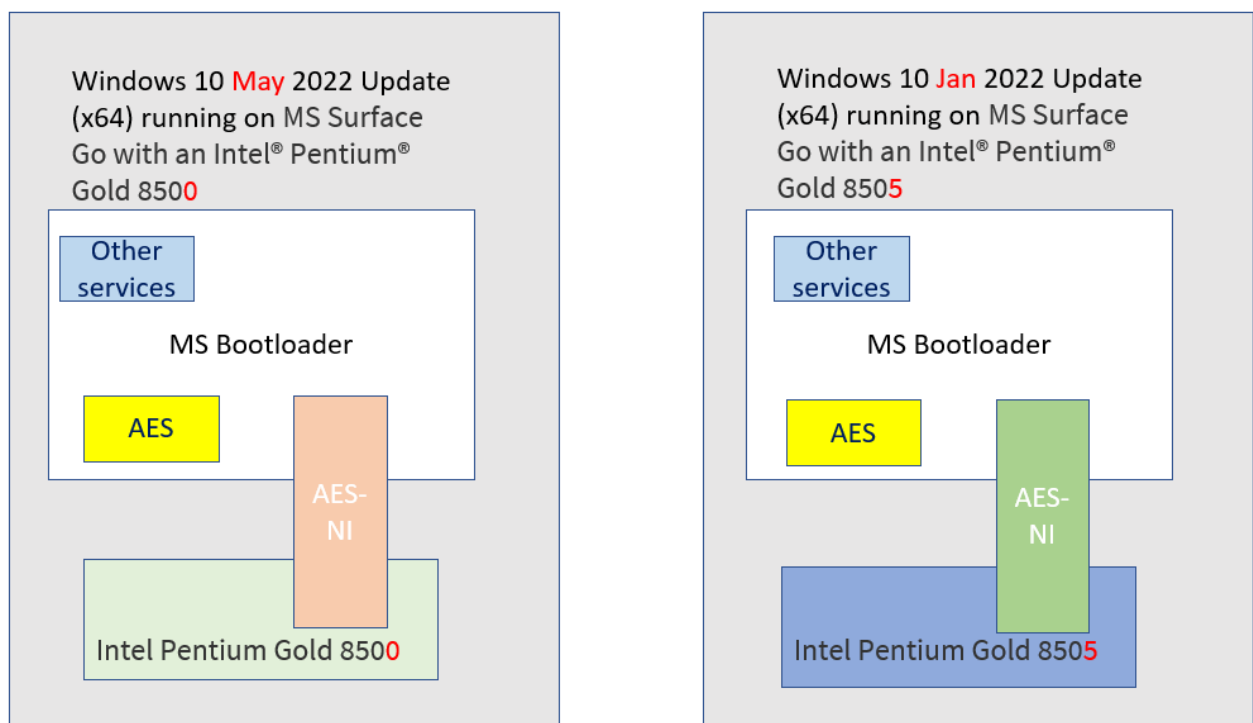 Windows 10 May 2022 Update
(x64) running on MS Surface
Go with an Intel® Pentium®
Gold 8500
Other
services
MS Bootloader
AES
AES-
NI
Intel Pentium Gold 8500
Windows 10 Jan 2022 Update
(x64) running on MS Surface
Go with an Intel® Pentium®
Gold 8505
Other
services
MS Bootloader
AES
AES-
NI
Intel Pentium Gold 8505